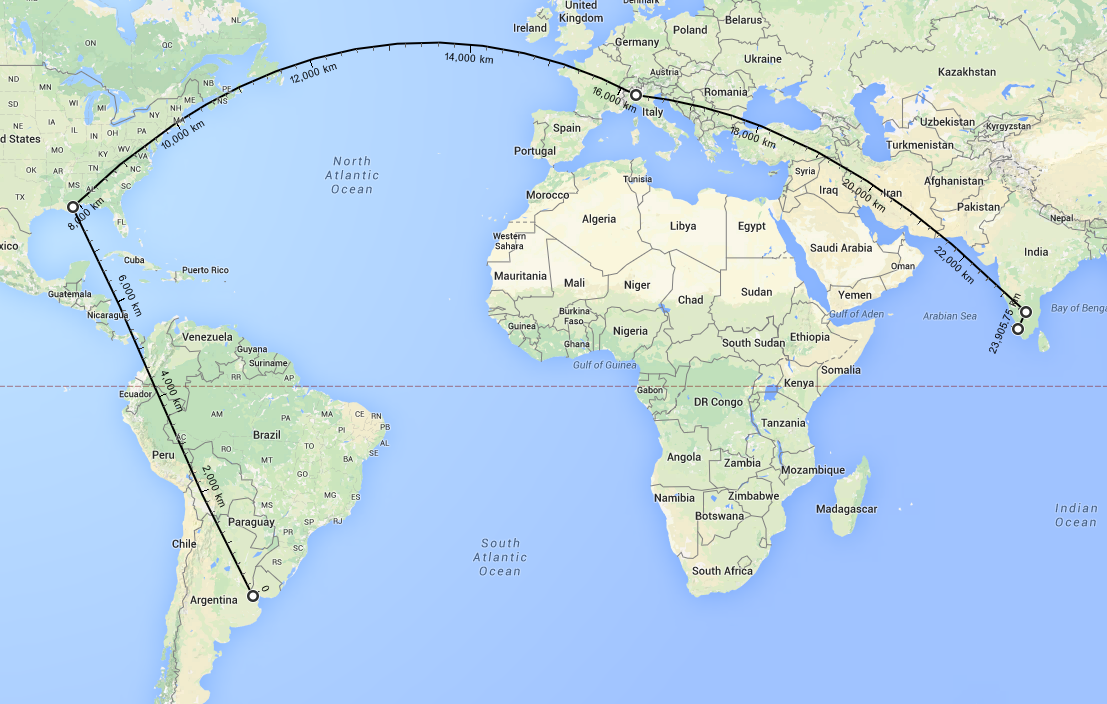 NL
United
Kingdom
Denmark
Ireland
Belarus
Poland
Germany
ON
QC
Ukraine
Austria
Kazakhstan
ND
MN
SD
WI
MI
NB
PE
NS
NH
NY
MA
12,000 km
14,000 km
16,000 km
Romania
Italy
Uzbekistan
Kyrgyzstan
d States
NE
IA
IL
IN
OH
PA
10,000 km
Spain
18,000 km
Turkmenistan
KS
MO
WV
VA
KY
Portugal
Syria
OK
AR
TN
NC
North
Atlantic
Ocean
Tunisia
Iraq
Iran
20,000 km
Afghanistan
TX
MS
AL
SC
Morocco
Pakistan
8,000 km
FL
Algeria
Libya
Egypt
Nepal
xico
Cuba
Western
Sahara
Saudi Arabia
India
22,000 km
Puerto Rico
Mauritania
Mali
Niger
Oman
6,000 km
Guatemala
Chad
Sudan
Yemen
Nicaragua
Burkina
Faso
Gulf of Aden
Arabian Sea
Bay of Benga
Guinea
Nigeria
Ethiopia
23,905.75 km
Venezuela
Ghana
South Sudan
Guyana
Suriname
Gulf of Guinea
Somalia
4,000 km
RR
AP
Ecuador
Gabon
Kenya
DR Congo
AM
PA
MA
CE
RN
Tanzania
PI
PB
AC
Brazil
TO
AL
SE
Peru
RO
MT
BA
Angola
Zambia
Mozambique
2,000 km
GO
Namibia
Zimbabwe
MG
ES
MS
Botswana
Madagascar
Indian
Ocean
Paraguay
SP
RJ
PR
Chile
SC
South
Atlantic
Ocean
RS
South Africa
0
Argentina